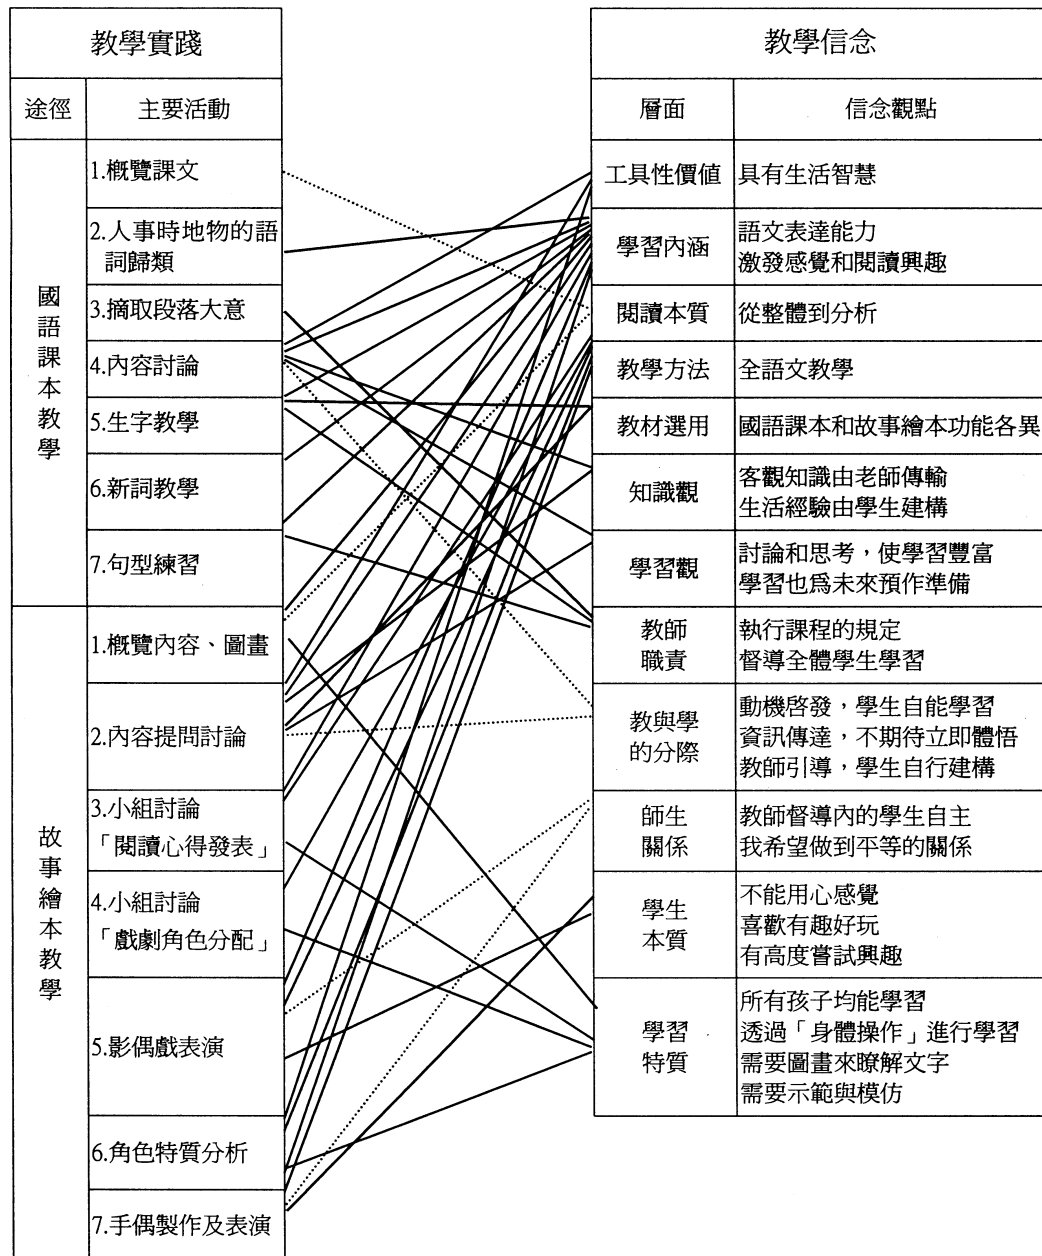 教學實踐
途徑
主要活動
國語課本教學
1.概覽課文
2.人事時地物的語
詞歸類
3.摘取段落大意
4.內容討論
5.生字教學
6.新詞教學
7.句型練習
故事繪本教學
1.概覽內容、圖畫
2.內容提問討論
3.小組討論
「閱讀心得發表」
4.小組討論
「戲劇角色分配」
5.影偶戲表演
6.角色特質分析
7.手偶製作及表演
教學信念
層面
信念觀點
工具性價值
具有生活智慧
學習內涵
語文表達能力
激發感覺和閱讀興趣
閱讀本質
從整體到分析
教學方法
全語文教學
教材選用
國語課本和故事繪本功能各異
知識觀
客觀知識由老師傳輸
生活經驗由學生建構
學習觀
討論和思考，使學習豐富
學習也爲未來預作準備
教師
職責
執行課程的規定
督導全體學生學習
教與學
的分際
動機啓發，學生自能學習
資訊傳達，不期待立即體悟
教師引導，學生自行建構
師生
關係
教師督導內的學生自主
我希望做到平等的關係
學生
本質
不能用心感覺
喜歡有趣好玩
有高度嘗試興趣
學習
特質
所有孩子均能學習
透過「身體操作」進行學習
需要圖畫來瞭解文字
需要示範與模仿